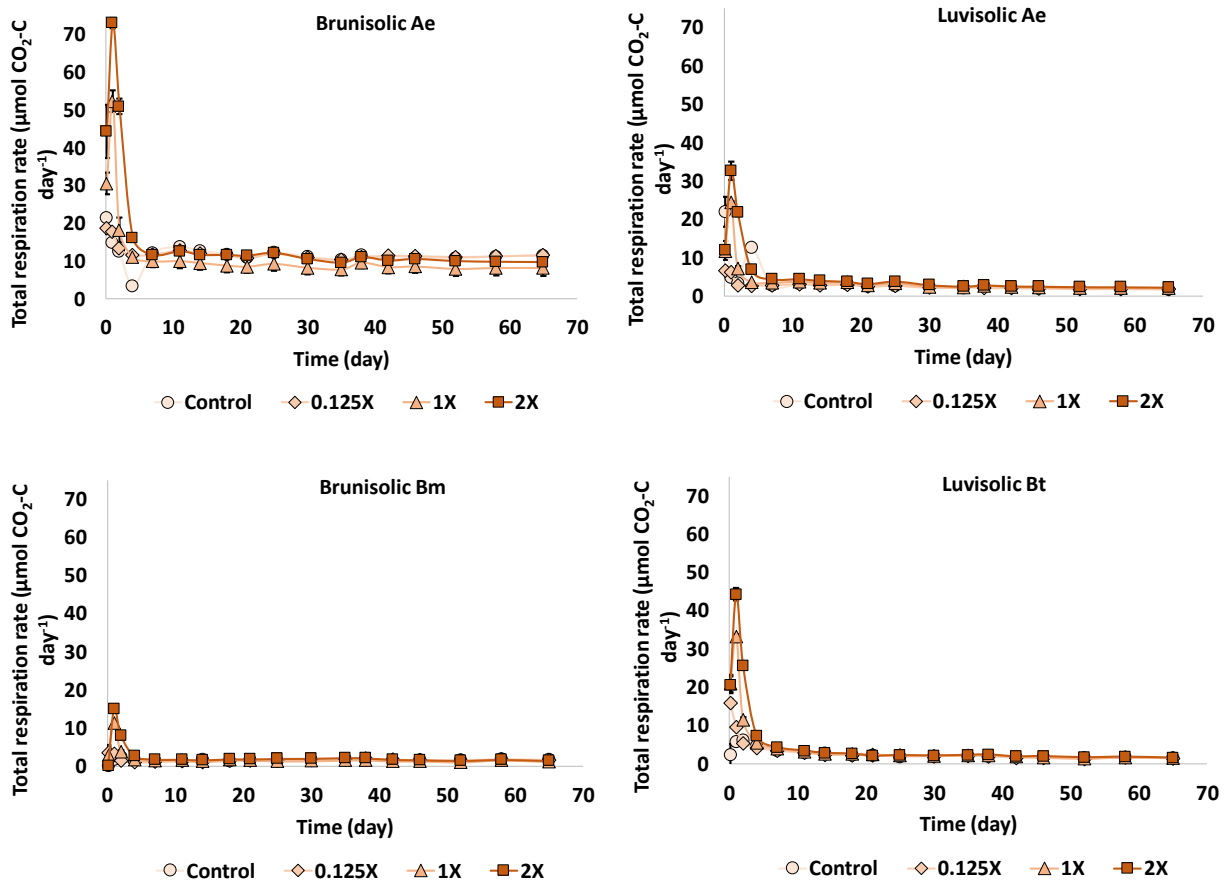 Brunisolic Ae
Total respiration rate (µmol CO₂-C
day⁻¹)
70
60
50
40
30
20
10
0
0 10 20 30 40 50 60 70
Time (day)
Control 0.125X 1X 2X
Luvisolic Ae
Total respiration rate (µmol CO₂-C
day⁻¹)
70
60
50
40
30
20
10
0
0 10 20 30 40 50 60 70
Time (day)
Control 0.125X 1X 2X
Brunisolic Bm
Total respiration rate (µmol CO₂-C
day⁻¹)
70
60
50
40
30
20
10
0
0 10 20 30 40 50 60 70
Time (day)
Control 0.125X 1X 2X
Luvisolic Bt
Total respiration rate (µmol CO₂-C
day⁻¹)
70
60
50
40
30
20
10
0
0 10 20 30 40 50 60 70
Time (day)
Control 0.125X 1X 2X